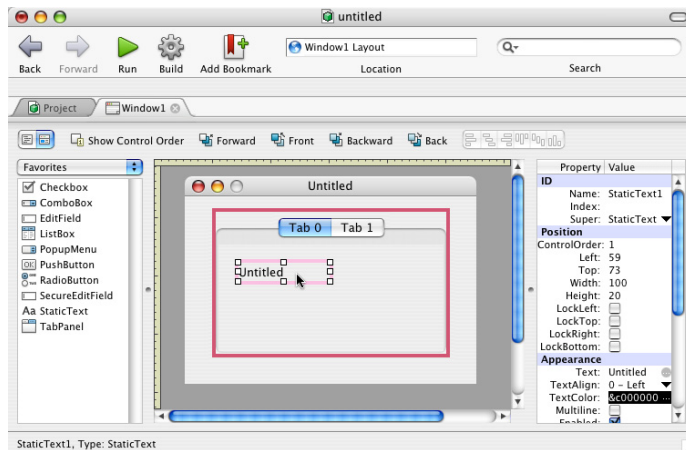 untitled
Back Forward Run Build Add Bookmark Window1 Layout Location Search
Project Window1
Show Control Order Forward Front Backward Back
Favorites
Checkbox
ComboBox
EditField
ListBox
PopupMenu
PushButton
RadioButton
SecureEditField
Aa StaticText
TabPanel
Untitled
Tab 0 Tab 1
Untitled
Property Value
ID
Name: StaticText1
Index:
Super: StaticText
Position
ControlOrder: 1
Left: 59
Top: 73
Width: 100
Height: 20
LockLeft:
LockTop:
LockRight:
LockBottom:
Appearance
Text: Untitled
TextAlign: 0 - Left
TextColor: &c000000 ...
Multiline:
Enabled:
StaticText1, Type: StaticText